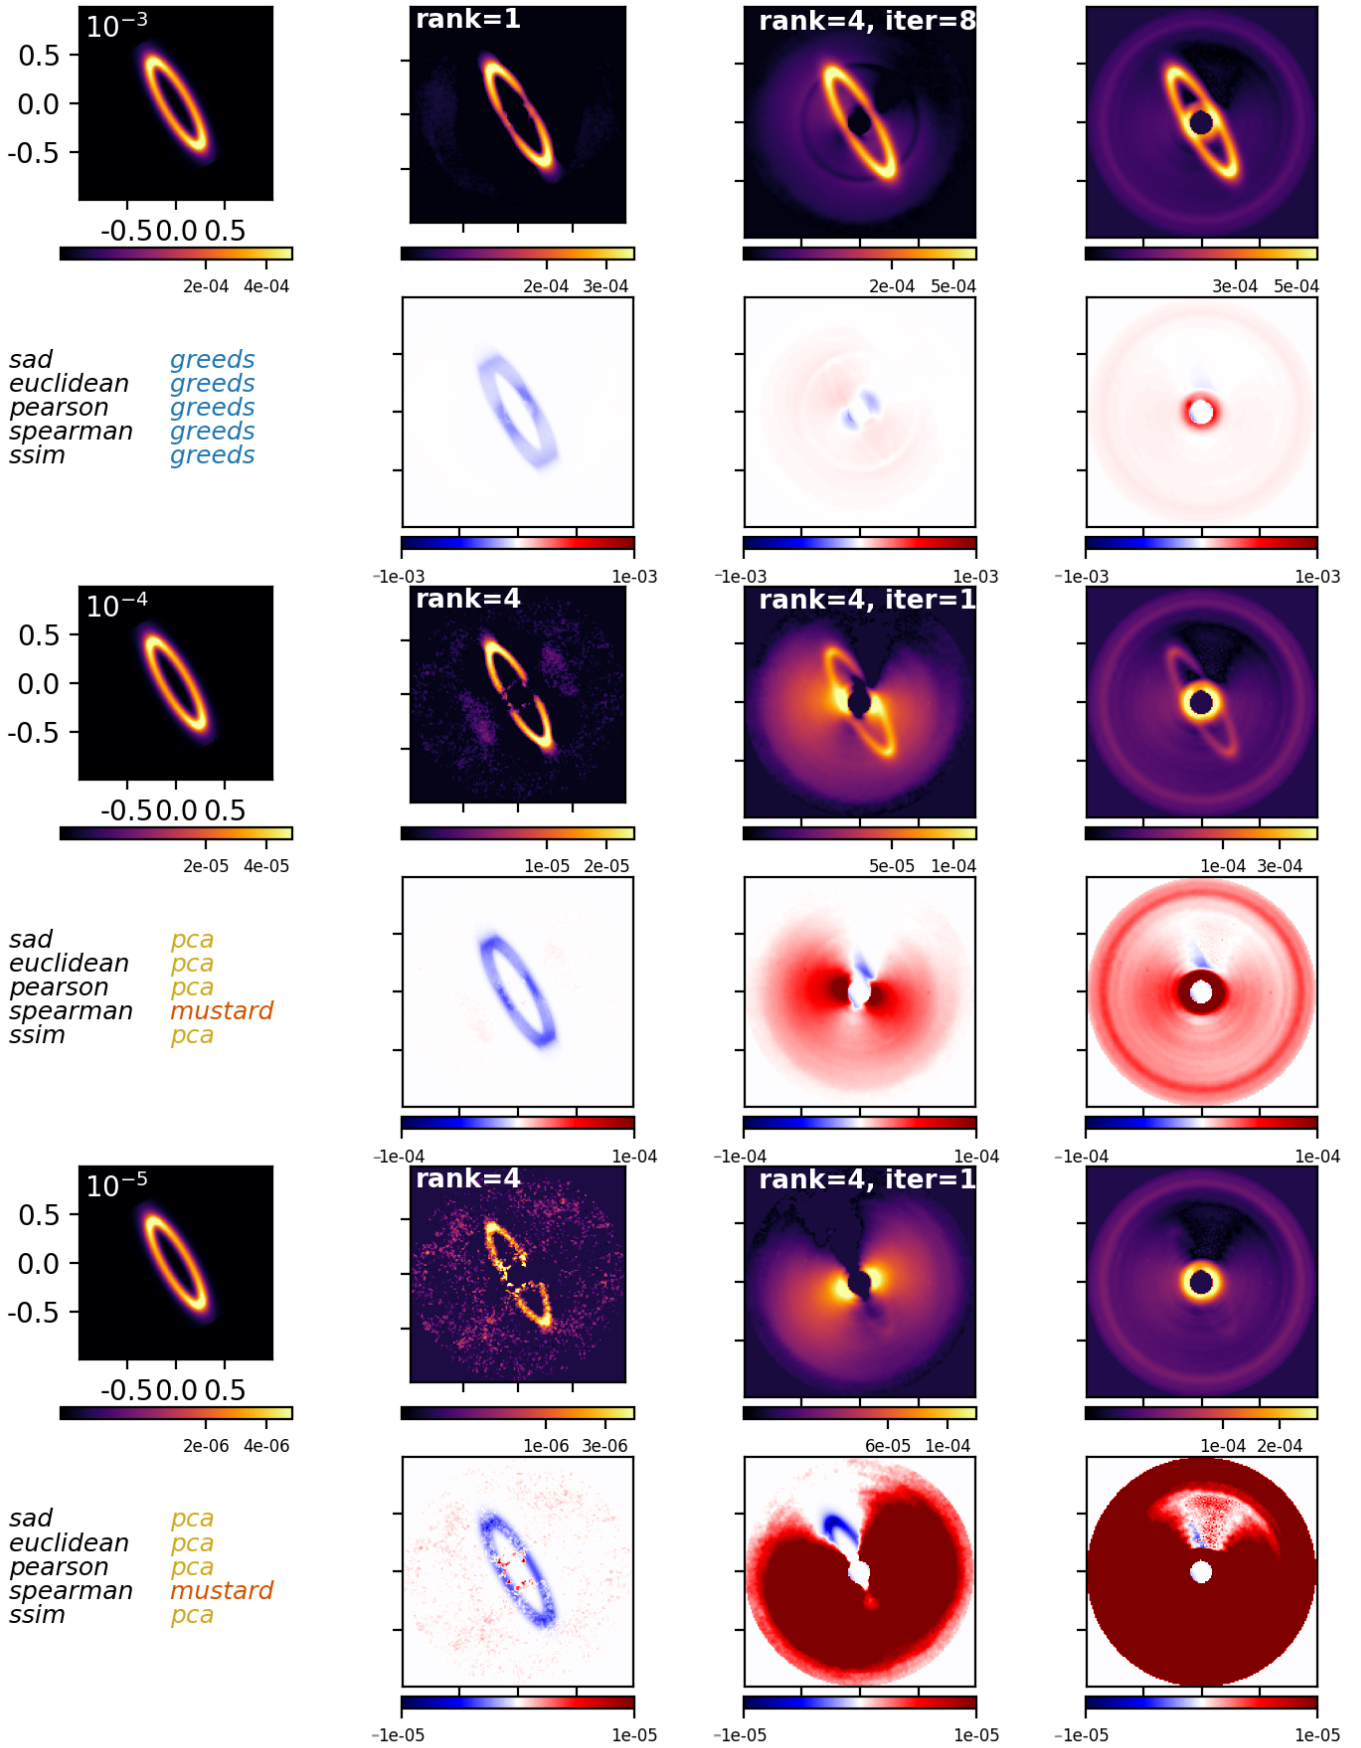 10⁻³ rank=1 rank=4, iter=8
0.5
0.0
-0.5
-0.5 0.0 0.5
2e-04 4e-04 2e-04 3e-04 2e-04 5e-04 3e-04 5e-04
sad greeds
euclidean greeds
pearson greeds
spearman greeds
ssim greeds
−1e-03 1e-03 −1e-03 1e-03 −1e-03 1e-03
10⁻⁴ rank=4 rank=4, iter=1
0.5
0.0
-0.5
-0.5 0.0 0.5
2e-05 4e-05 1e-05 2e-05 5e-05 1e-04 1e-04 3e-04
sad pca
euclidean pca
pearson pca
spearman mustard
ssim pca
−1e-04 1e-04 −1e-04 1e-04 −1e-04 1e-04
10⁻⁵ rank=4 rank=4, iter=1
0.5
0.0
-0.5
-0.5 0.0 0.5
2e-06 4e-06 1e-06 3e-06 6e-05 1e-04 1e-04 2e-04
sad pca
euclidean pca
pearson pca
spearman mustard
ssim pca
−1e-05 1e-05 −1e-05 1e-05 −1e-05 1e-05